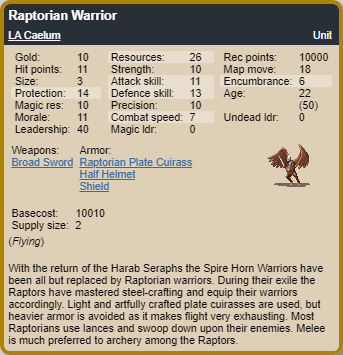 Raptorian Warrior
LA Caelum Unit
Gold: 10 Resources: 26 Rec points: 10000
Hit points: 11 Strength: 10 Map move: 18
Size: 3 Attack skill: 11 Encumbrance: 6
Protection: 14 Defence skill: 13 Age: 22
Magic res: 10 Precision: 10 (50)
Morale: 11 Combat speed: 7 Undead ldr: 0
Leadership: 40 Magic ldr: 0
Weapons: Armor:
Broad Sword Raptorian Plate Cuirass
Half Helmet
Shield
Basecost: 10010
Supply size: 2
(Flying)
With the return of the Harab Seraphs the Spire Horn Warriors have
been all but replaced by Raptorian warriors. During their exile the
Raptors have mastered steel-crafting and equip their warriors
accordingly. Light and artfully crafted plate cuirasses are used, but
heavier armor is avoided as it makes flight very exhausting. Most
Raptorians use lances and swoop down upon their enemies. Melee
is much preferred to archery among the Raptors.